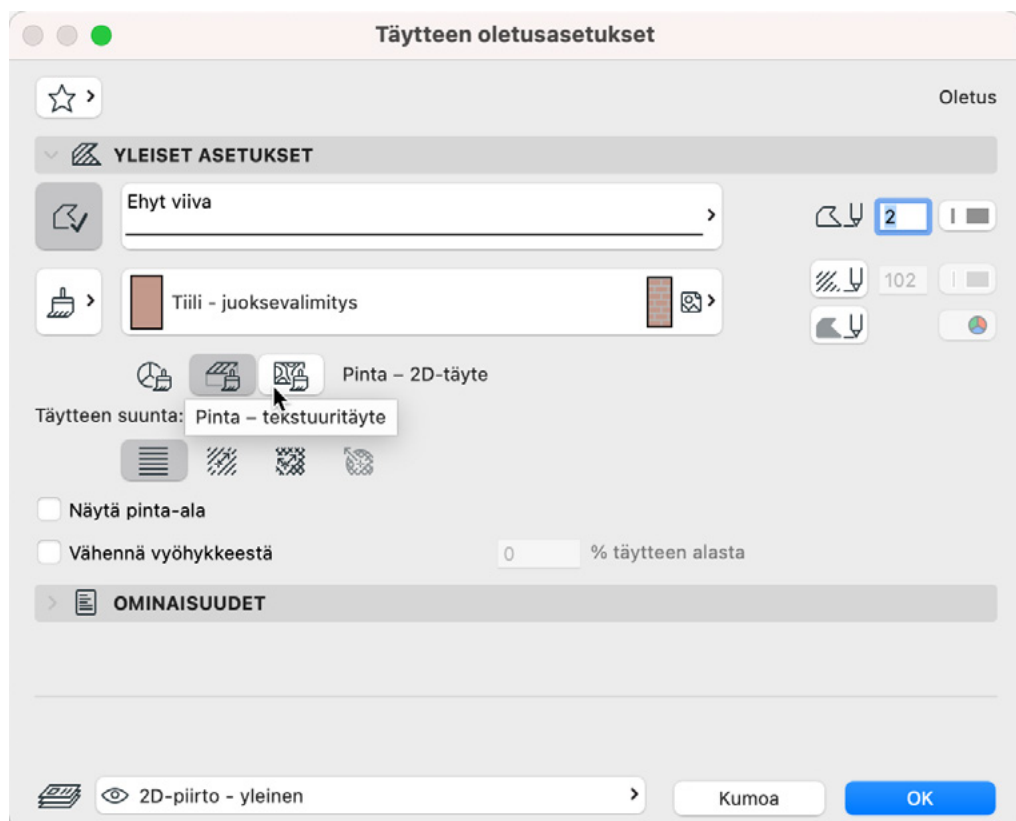 Täytteen oletusasetukset
Oletus
YLEISET ASETUKSET
Ehyt viiva
2
Tiili - juoksevalimitys
102
Pinta – 2D-täyte
Täytteen suunta:
Pinta – tekstuuritäyte
Näytä pinta-ala
Vähennä vyöhykkeestä 0 % täytteen alasta
OMINAISUUDET
2D-piirto - yleinen
Kumoa
OK